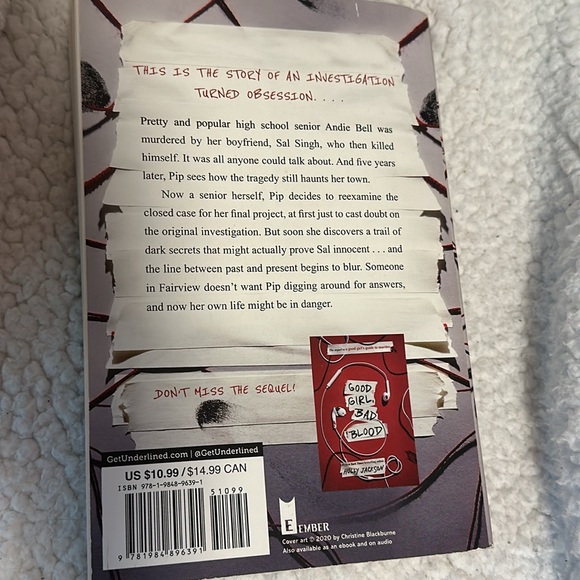 THIS IS THE STORY OF AN INVESTIGATION
TURNED OBSESSION. . . .
Pretty and popular high school senior Andie Bell was
murdered by her boyfriend, Sal Singh, who then killed
himself. It was all anyone could talk about. And five years
later, Pip sees how the tragedy still haunts her town.
Now a senior herself, Pip decides to reexamine the
closed case for her final project, at first just to cast doubt on
the original investigation. But soon she discovers a trail of
dark secrets that might actually prove Sal innocent . . . and
the line between past and present begins to blur. Someone
in Fairview doesn't want Pip digging around for answers,
and now her own life might be in danger.
DON'T MISS THE SEQUEL!
GOOD
GIRL,
BAD
BLOOD
HOLLY JACKSON
GetUnderlined.com | @GetUnderlined
US $10.99 / $14.99 CAN
ISBN 978-1-9848-9639-1
51099
9 781984 896391
E EMBER
Cover art © 2020 by Christine Blackburne
Also available as an ebook and on audio